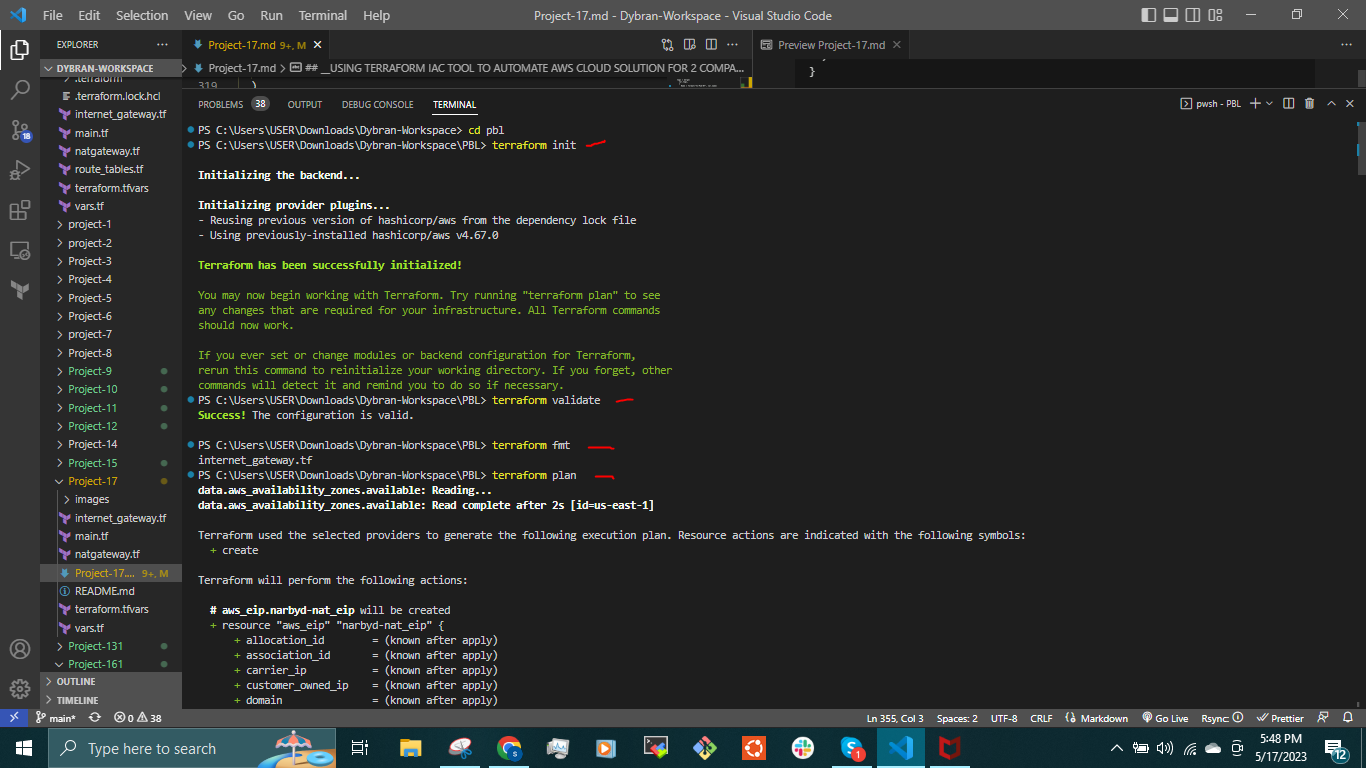 File Edit Selection View Go Run Terminal Help
Project-17.md - Dybran-Workspace - Visual Studio Code
EXPLORER
DYBRAN-WORKSPACE
.terraform
.terraform.lock.hcl
internet_gateway.tf
main.tf
natgateway.tf
route_tables.tf
terraform.tfvars
vars.tf
project-1
project-2
Project-3
Project-4
Project-5
Project-6
project-7
Project-8
Project-9
Project-10
Project-11
Project-12
Project-14
Project-15
Project-17
images
internet_gateway.tf
main.tf
natgateway.tf
Project-17.... 9+, M
README.md
terraform.tfvars
vars.tf
Project-131
Project-161
OUTLINE
TIMELINE
18
Project-17.md 9+, M
Preview Project-17.md
Project-17.md > ## __USING TERRAFORM IAC TOOL TO AUTOMATE AWS CLOUD SOLUTION FOR 2 COMPA...
319 )
}
PROBLEMS 38 OUTPUT DEBUG CONSOLE TERMINAL
pwsh - PBL
PS C:\Users\USER\Downloads\Dybran-Workspace> cd pbl
PS C:\Users\USER\Downloads\Dybran-Workspace\PBL> terraform init
Initializing the backend...
Initializing provider plugins...
- Reusing previous version of hashicorp/aws from the dependency lock file
- Using previously-installed hashicorp/aws v4.67.0
Terraform has been successfully initialized!
You may now begin working with Terraform. Try running "terraform plan" to see
any changes that are required for your infrastructure. All Terraform commands
should now work.
If you ever set or change modules or backend configuration for Terraform,
rerun this command to reinitialize your working directory. If you forget, other
commands will detect it and remind you to do so if necessary.
PS C:\Users\USER\Downloads\Dybran-Workspace\PBL> terraform validate
Success! The configuration is valid.
PS C:\Users\USER\Downloads\Dybran-Workspace\PBL> terraform fmt
internet_gateway.tf
PS C:\Users\USER\Downloads\Dybran-Workspace\PBL> terraform plan
data.aws_availability_zones.available: Reading...
data.aws_availability_zones.available: Read complete after 2s [id=us-east-1]
Terraform used the selected providers to generate the following execution plan. Resource actions are indicated with the following symbols:
+ create
Terraform will perform the following actions:
# aws_eip.narbyd-nat_eip will be created
+ resource "aws_eip" "narbyd-nat_eip" {
+ allocation_id = (known after apply)
+ association_id = (known after apply)
+ carrier_ip = (known after apply)
+ customer_owned_ip = (known after apply)
+ domain = (known after apply)
main* 0 38
Ln 355, Col 3 Spaces: 2 UTF-8 CRLF Markdown Go Live Rsync: Prettier
Type here to search
1
5:48 PM
5/17/2023
12